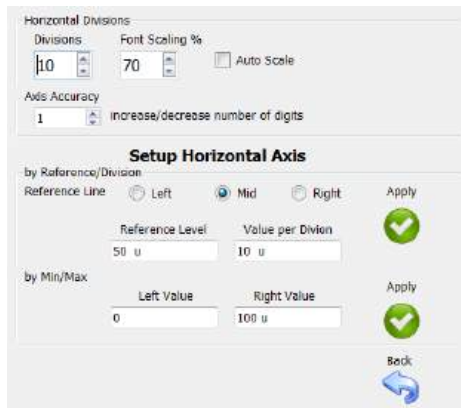 Horizontal Divisions
Divisions Font Scaling %
10 70 Auto Scale
Axis Accuracy
1 increase/decrease number of digits
Setup Horizontal Axis
by Reference/Division
Reference Line Left Mid Right Apply
Reference Level Value per Divion
50 u 10 u
by Min/Max
Left Value Right Value Apply
0 100 u
Back